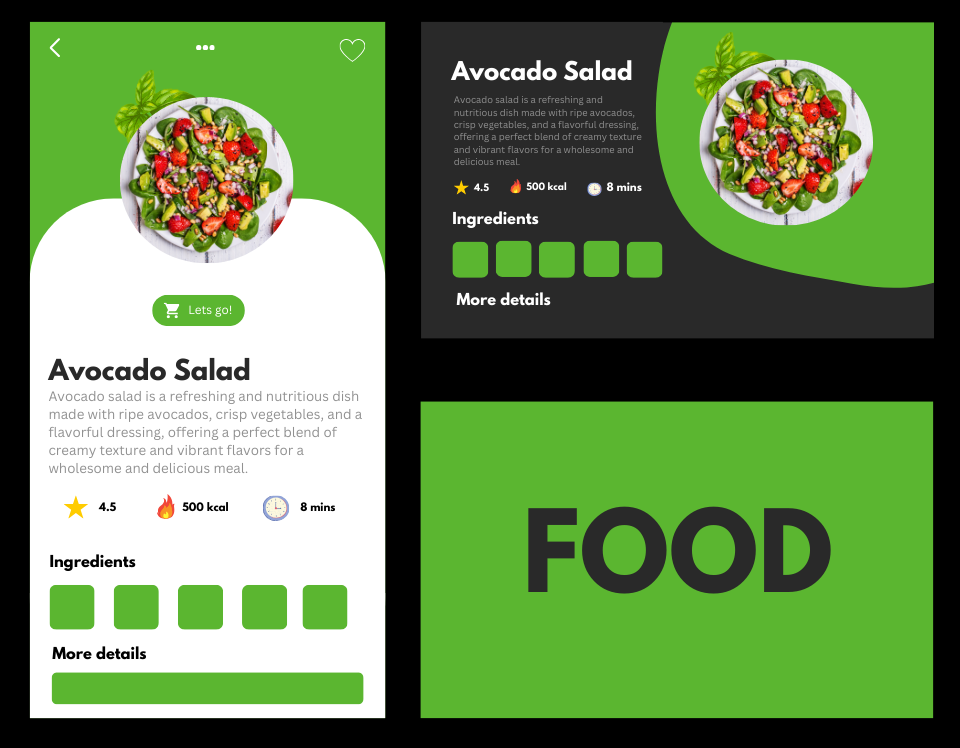 Lets go!
Avocado Salad
Avocado salad is a refreshing and nutritious dish
made with ripe avocados, crisp vegetables, and a
flavorful dressing, offering a perfect blend of
creamy texture and vibrant flavors for a
wholesome and delicious meal.
4.5 500 kcal 8 mins
Ingredients
More details
Avocado Salad
Avocado salad is a refreshing and
nutritious dish made with ripe avocados,
crisp vegetables, and a flavorful dressing,
offering a perfect blend of creamy texture
and vibrant flavors for a wholesome and
delicious meal.
4.5 500 kcal 8 mins
Ingredients
More details
FOOD